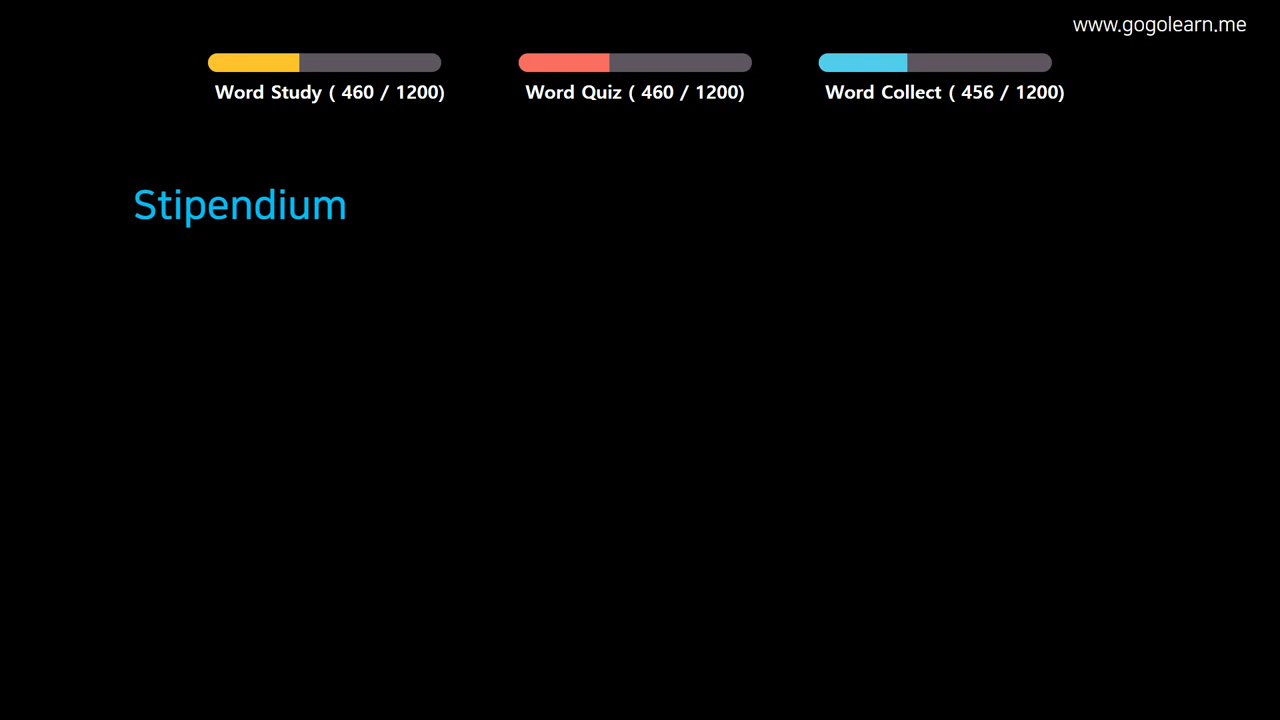 www.gogolearn.me
Word Study ( 460 / 1200)
Word Quiz ( 460 / 1200)
Word Collect ( 456 / 1200)
Stipendium